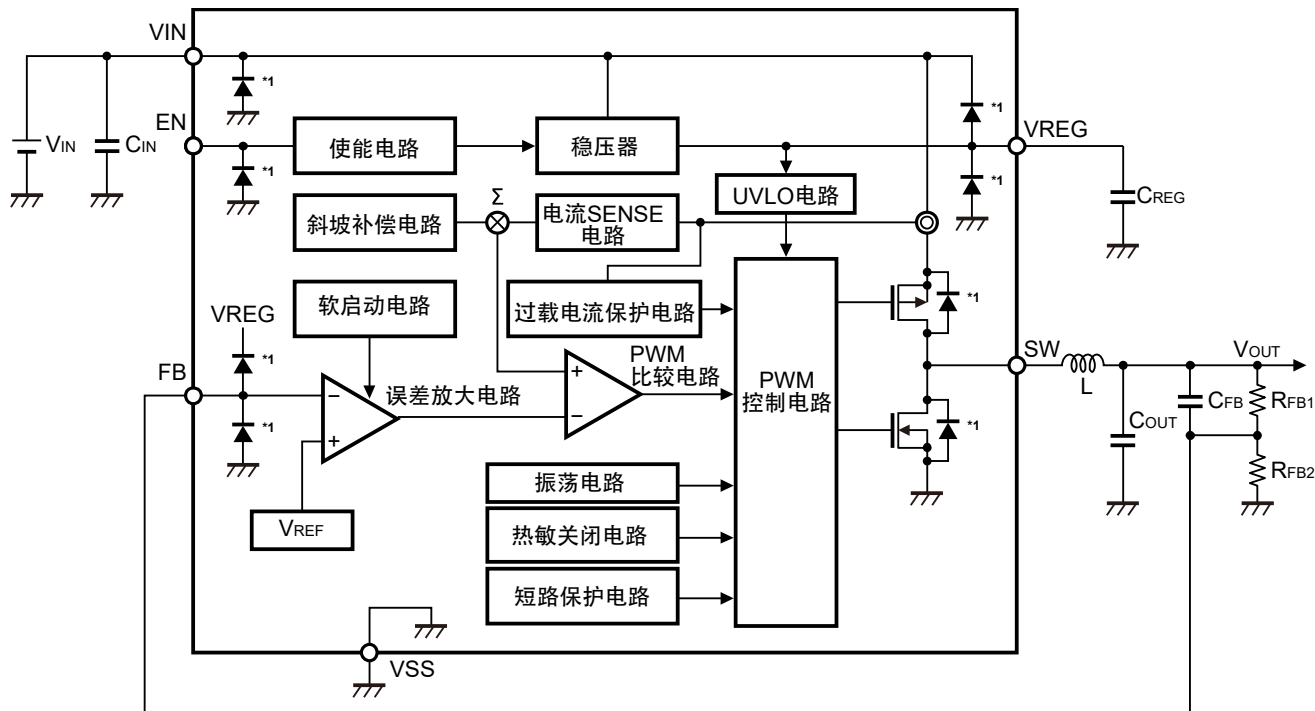 VIN
*1
*1
EN
VREG
使能电路
稳压器
VIN
CIN
*1
*1
UVLO电路
CREG
Σ
斜坡补偿电路
电流SENSE
电路
软启动电路
过载电流保护电路
*1
VREG
*1
PWM
比较电路
SW
VOUT
FB
+
PWM
控制电路
L
−
误差放大电路
CFB
RFB1
*1
−
*1
COUT
+
振荡电路
RFB2
VREF
热敏关闭电路
短路保护电路
VSS